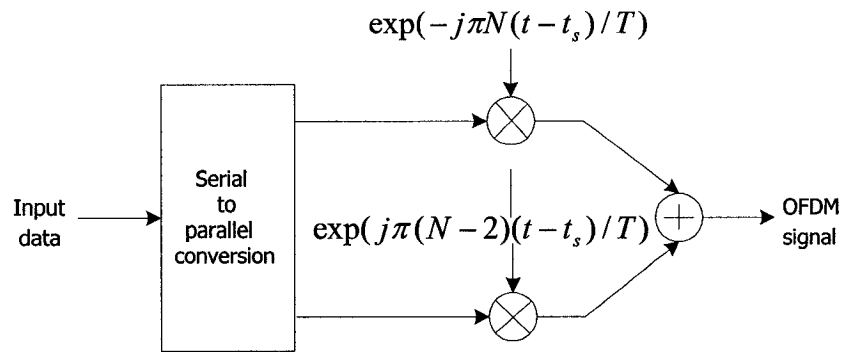 exp(−jπN(t−t_s)/T)
Serial
to
parallel
conversion
Input
data
exp(jπ(N−2)(t−t_s)/T)
+
OFDM
signal